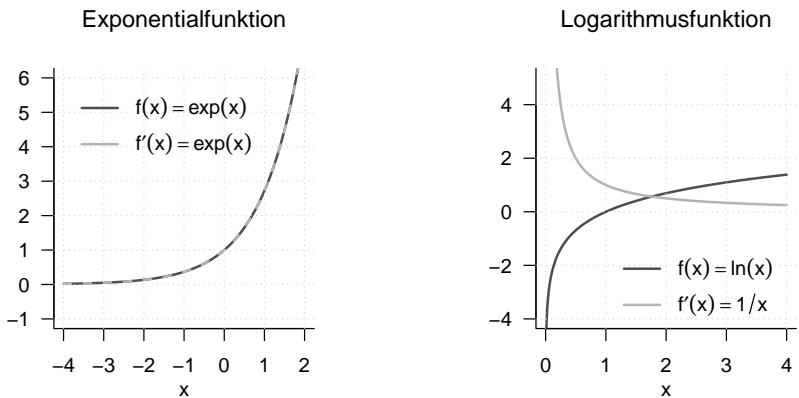 Exponentialfunktion
6
5
4
3
2
1
0
−1
f(x) = exp(x)
f′(x) = exp(x)
−4 −3 −2 −1 0 1 2
x
Logarithmusfunktion
4
2
0
−2
−4
f(x) = ln(x)
f′(x) = 1/x
0 1 2 3 4
x